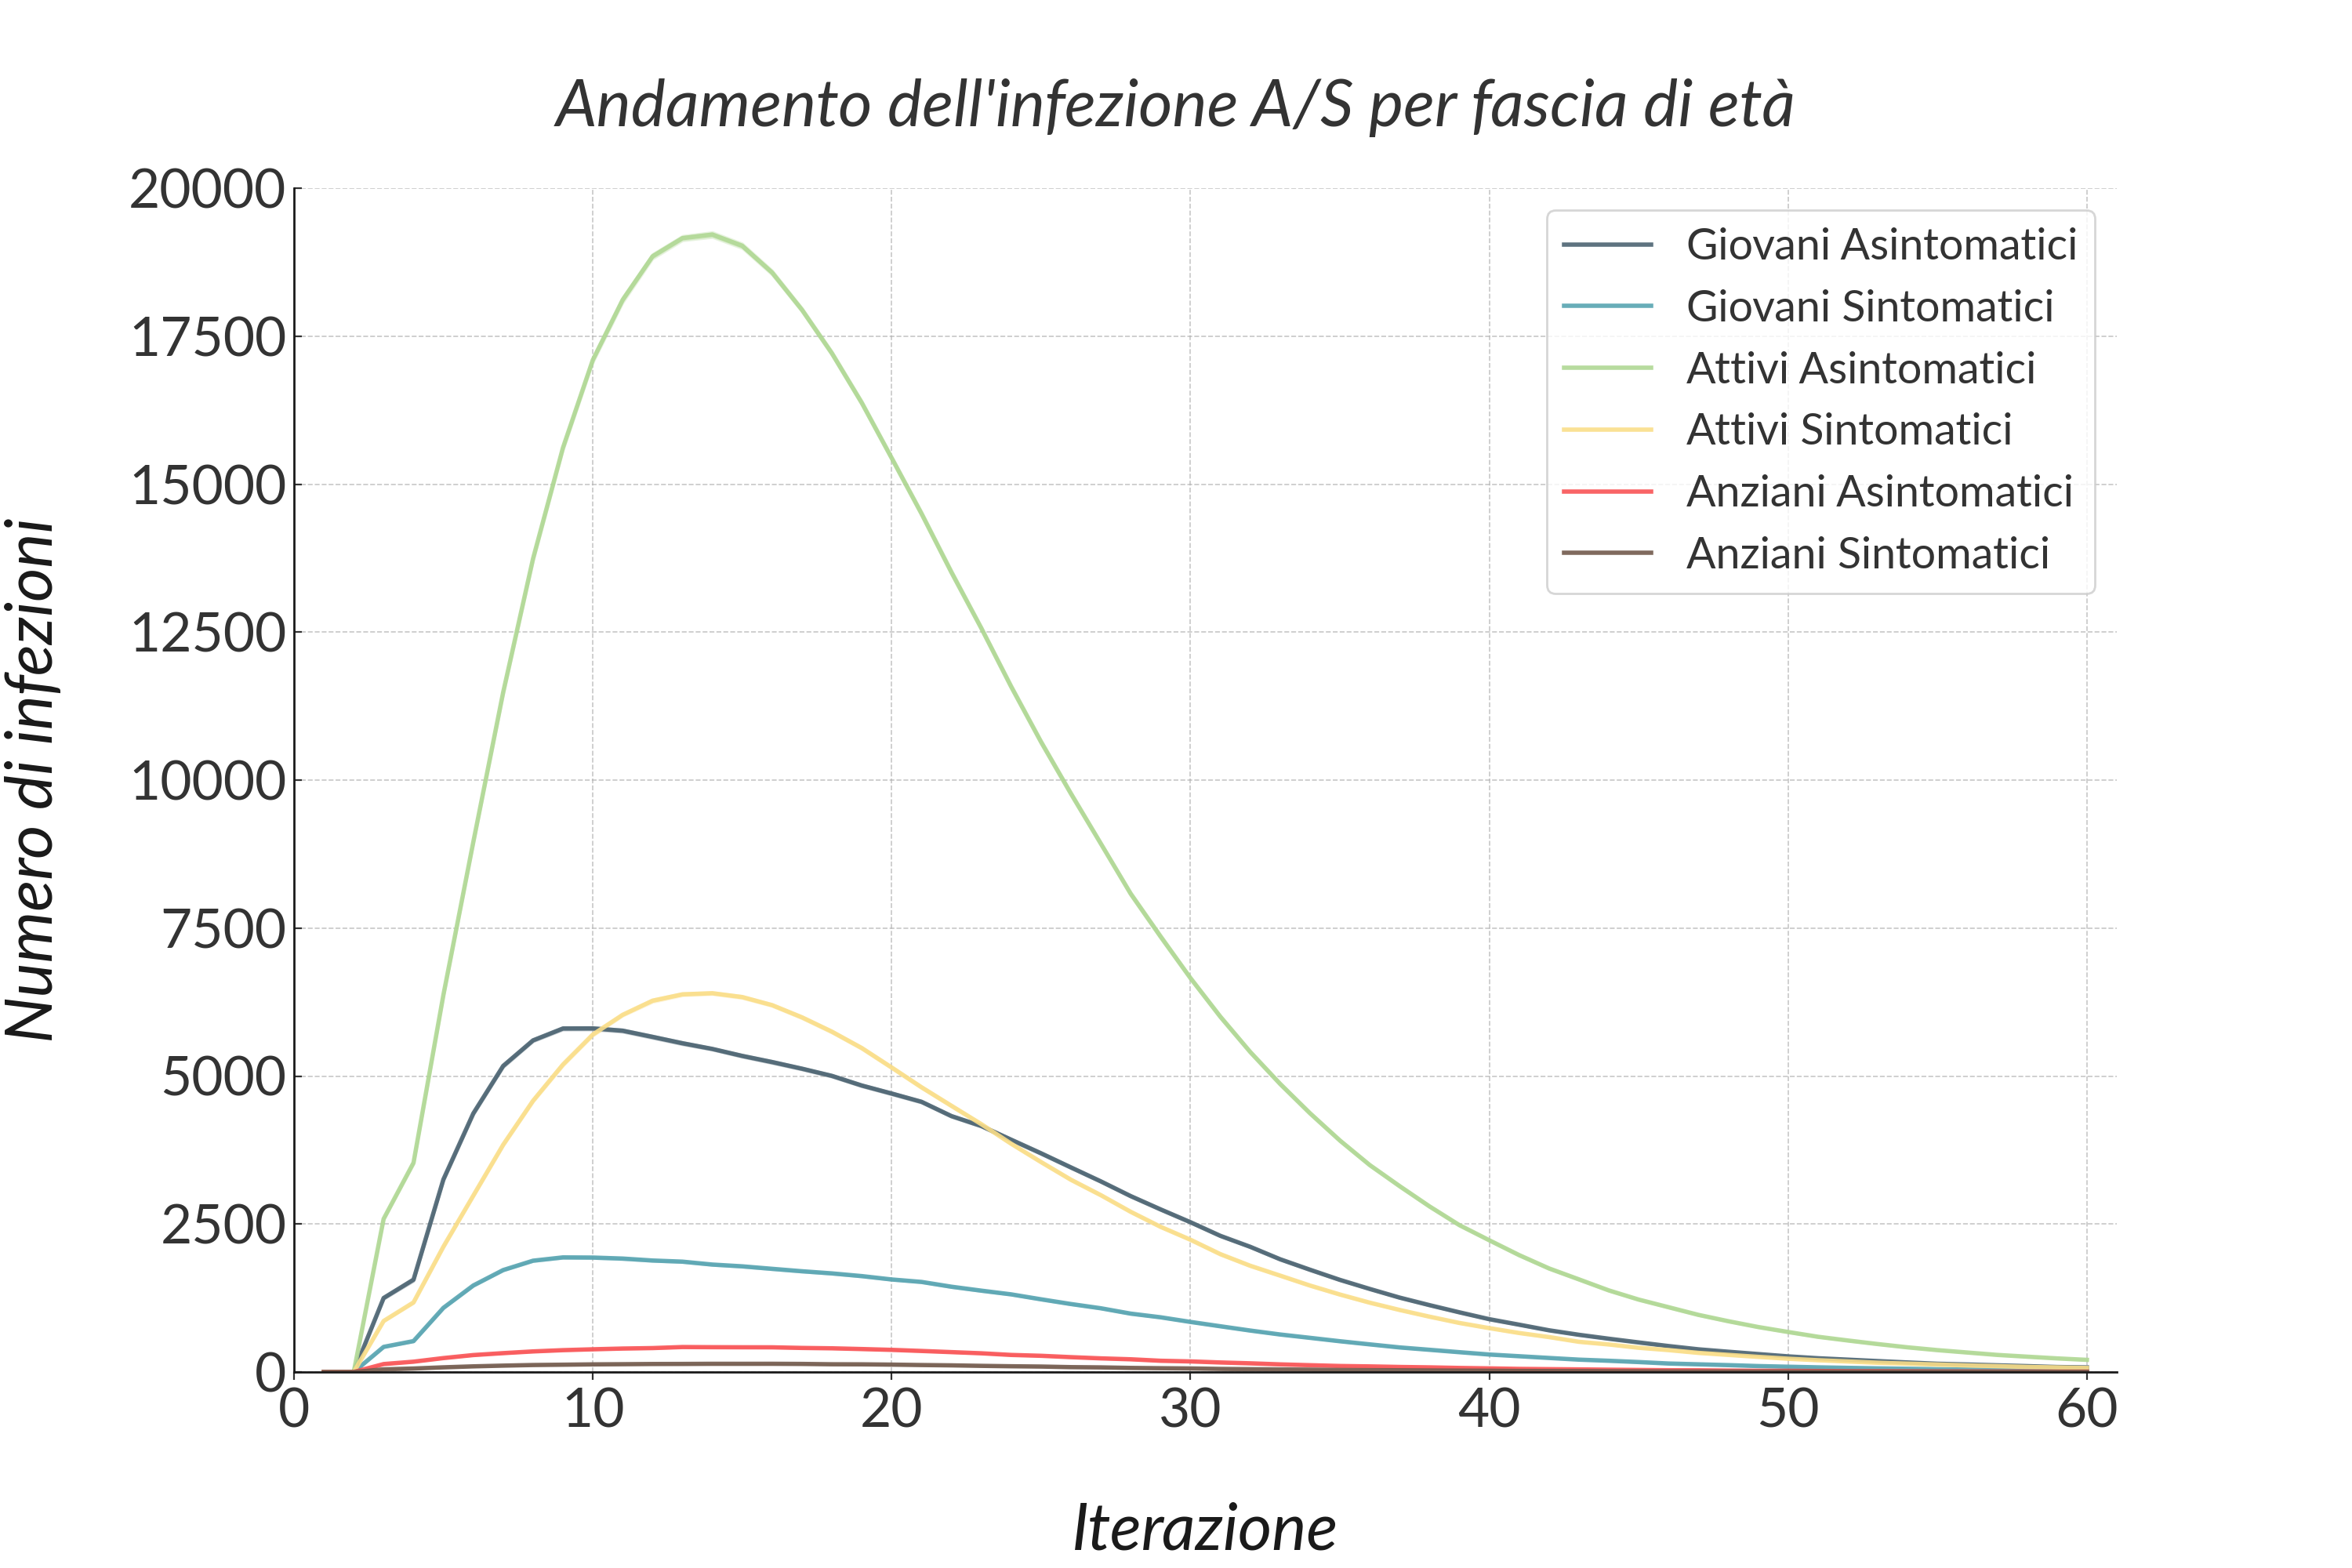 Andamento dell'infezione A/S per fascia di età
20000
17500
15000
12500
10000
7500
5000
2500
0
Numero di infezioni
Giovani Asintomatici
Giovani Sintomatici
Attivi Asintomatici
Attivi Sintomatici
Anziani Asintomatici
Anziani Sintomatici
0 10 20 30 40 50 60
Iterazione